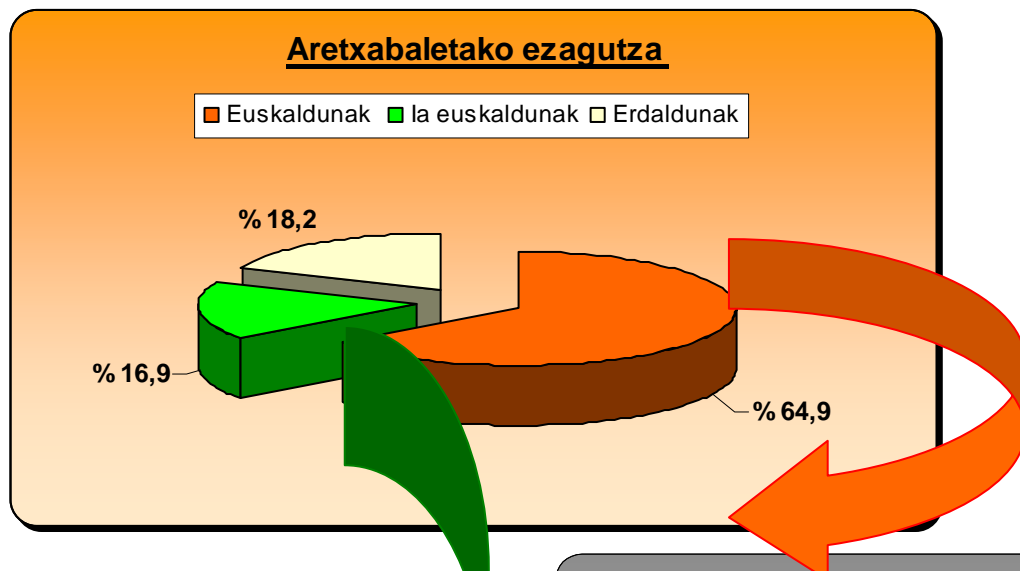 Aretxabaletako ezagutza
Euskaldunak Ia euskaldunak Erdaldunak
% 18,2
% 16,9
% 64,9